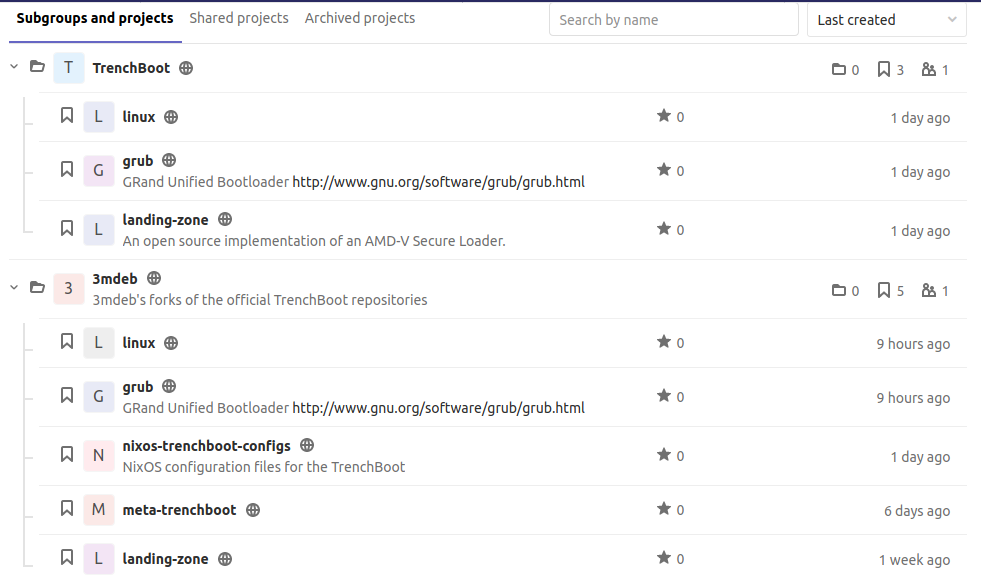 Subgroups and projects Shared projects Archived projects Search by name Last created
T TrenchBoot 0 3 1
L linux 0 1 day ago
G grub 0 1 day ago
GRand Unified Bootloader http://www.gnu.org/software/grub/grub.html
L landing-zone 0 1 day ago
An open source implementation of an AMD-V Secure Loader.
3 3mdeb 0 5 1
3mdeb's forks of the official TrenchBoot repositories
L linux 0 9 hours ago
G grub 0 9 hours ago
GRand Unified Bootloader http://www.gnu.org/software/grub/grub.html
N nixos-trenchboot-configs 0 1 day ago
NixOS configuration files for the TrenchBoot
M meta-trenchboot 0 6 days ago
L landing-zone 0 1 week ago